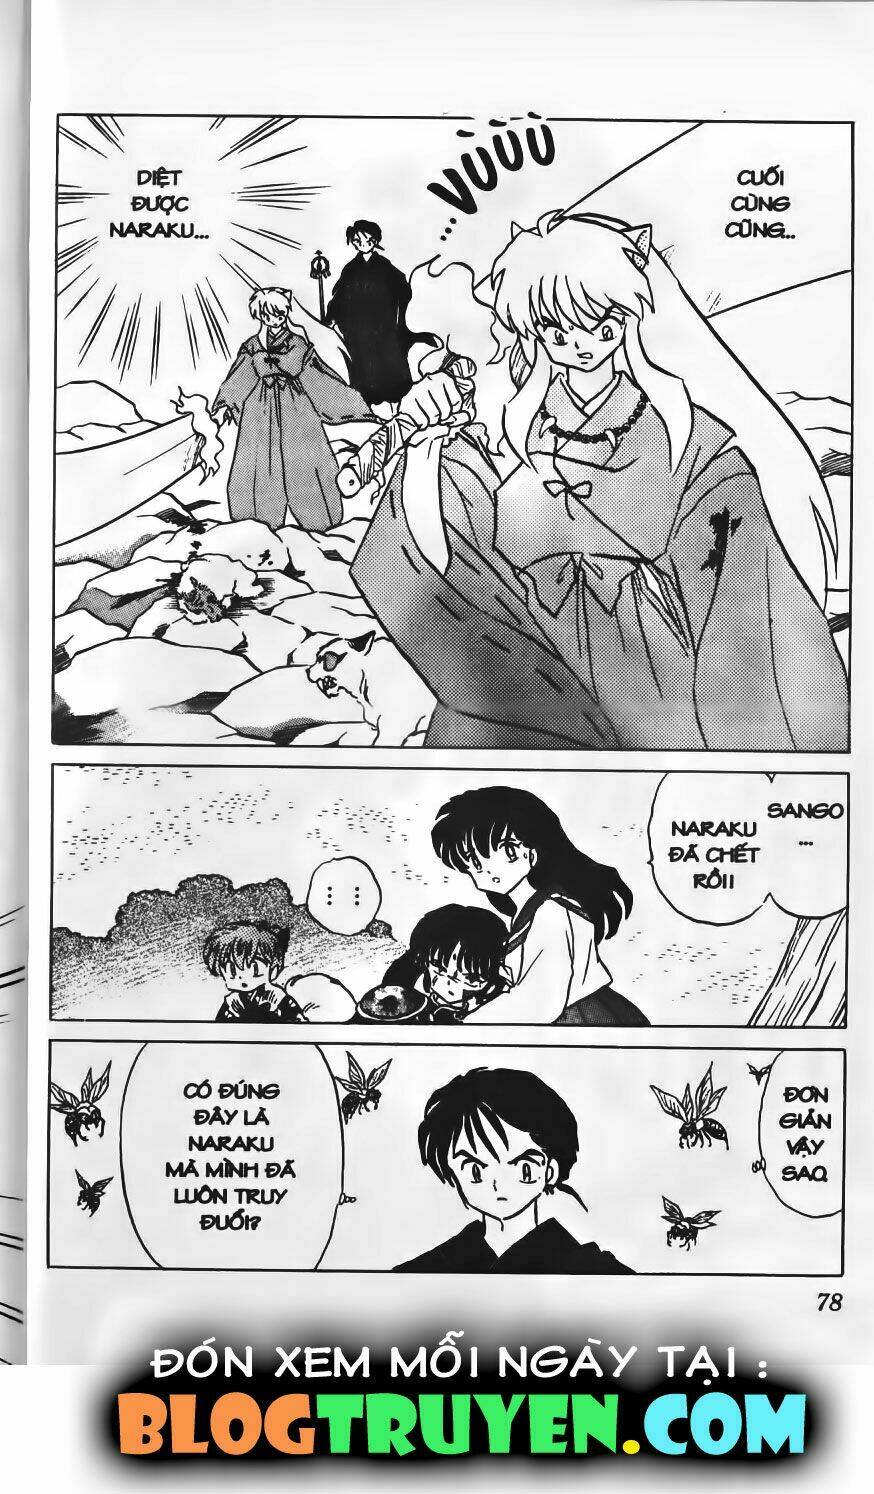 CUỐI
CÙNG
CŨNG...
...VÙÙÙ
DIỆT
ĐƯỢC
NARAKU...
SANGO
...
NARAKU
ĐÃ CHẾT
RỒI!
...
...
ĐƠN
GIẢN
VẬY
SAO.
CÓ ĐÚNG
ĐÂY LÀ
NARAKU
MÀ MÌNH ĐÃ
LUÔN TRUY
ĐUỔI?
78
ĐÓN XEM MỖI NGÀY TẠI :
BLOGTRUYEN.COM